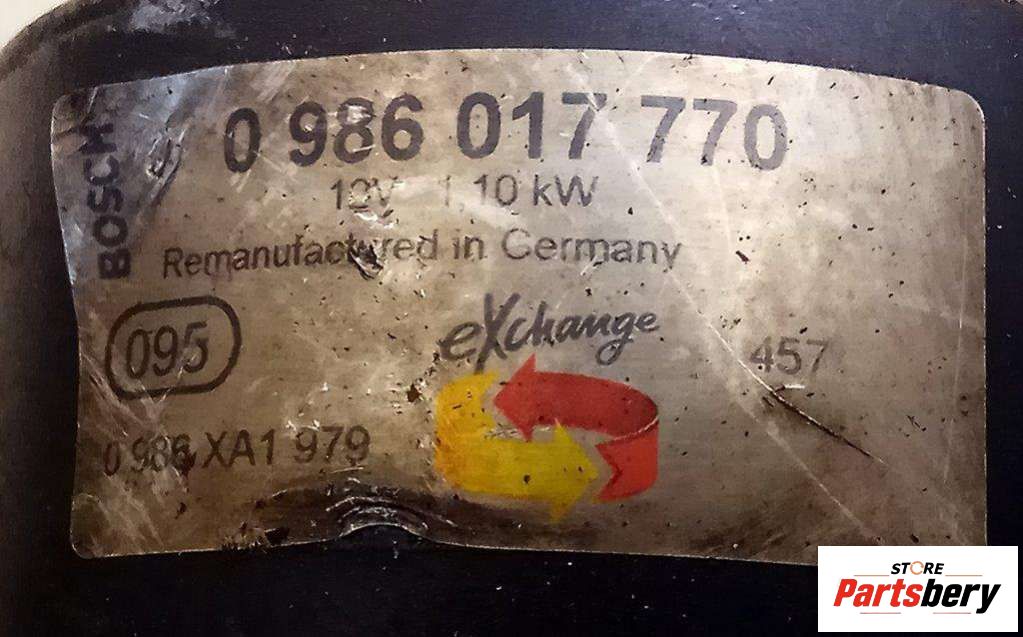 BOSCH
0 986 017 770
12V 1,10 kW
Remanufactured in Germany
095
eXchange
457
0 986 XA1 979
STORE
Partsbery